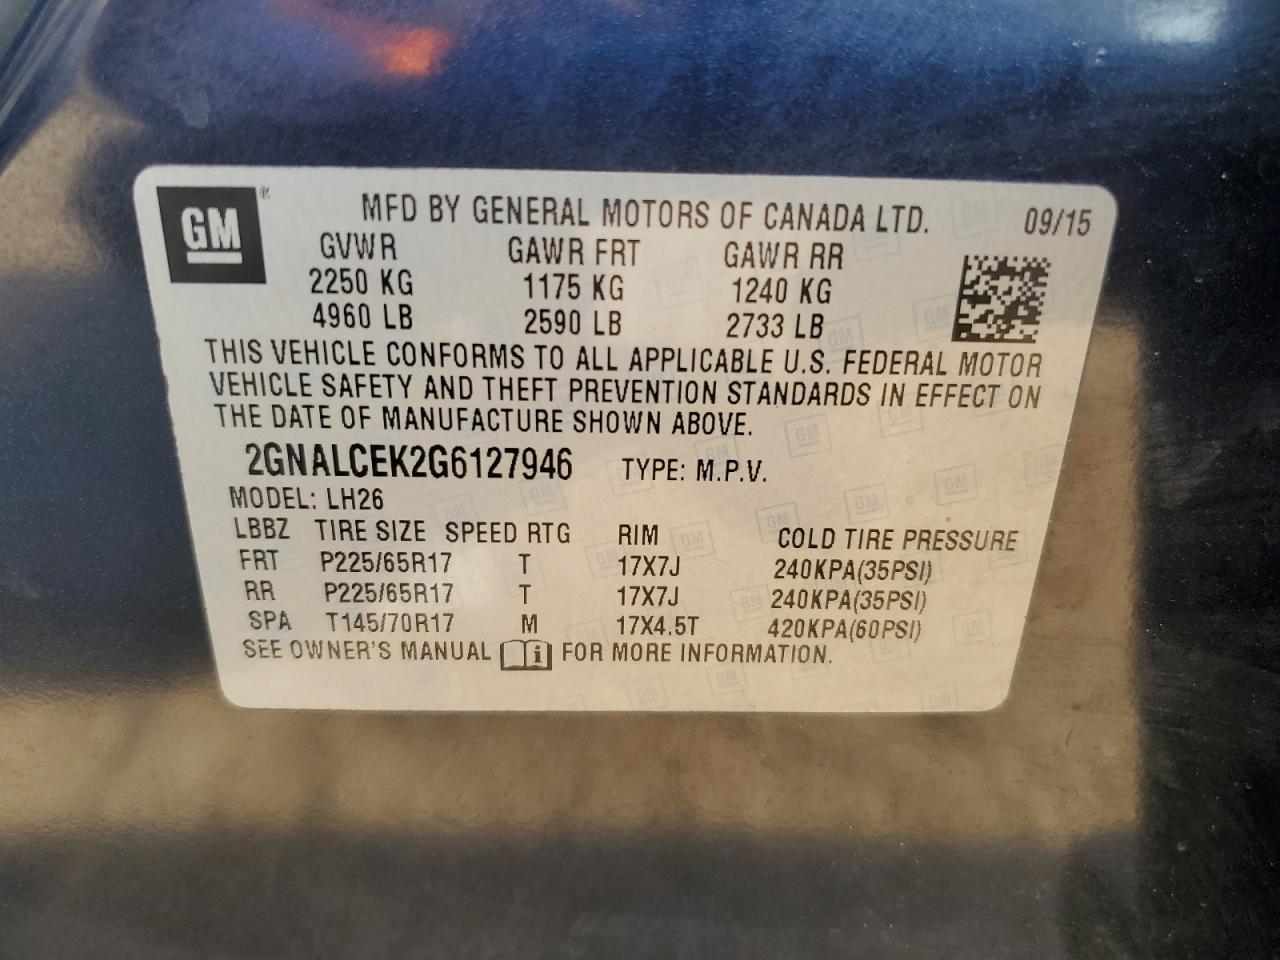 GM®
MFD BY GENERAL MOTORS OF CANADA LTD. 09/15
GVWR GAWR FRT GAWR RR
2250 KG 1175 KG 1240 KG
4960 LB 2590 LB 2733 LB
THIS VEHICLE CONFORMS TO ALL APPLICABLE U.S. FEDERAL MOTOR
VEHICLE SAFETY AND THEFT PREVENTION STANDARDS IN EFFECT ON
THE DATE OF MANUFACTURE SHOWN ABOVE.
2GNALCEK2G6127946 TYPE: M.P.V.
MODEL: LH26
LBBZ TIRE SIZE SPEED RTG RIM COLD TIRE PRESSURE
FRT P225/65R17 T 17X7J 240KPA(35PSI)
RR P225/65R17 T 17X7J 240KPA(35PSI)
SPA T145/70R17 M 17X4.5T 420KPA(60PSI)
SEE OWNER'S MANUAL i FOR MORE INFORMATION.